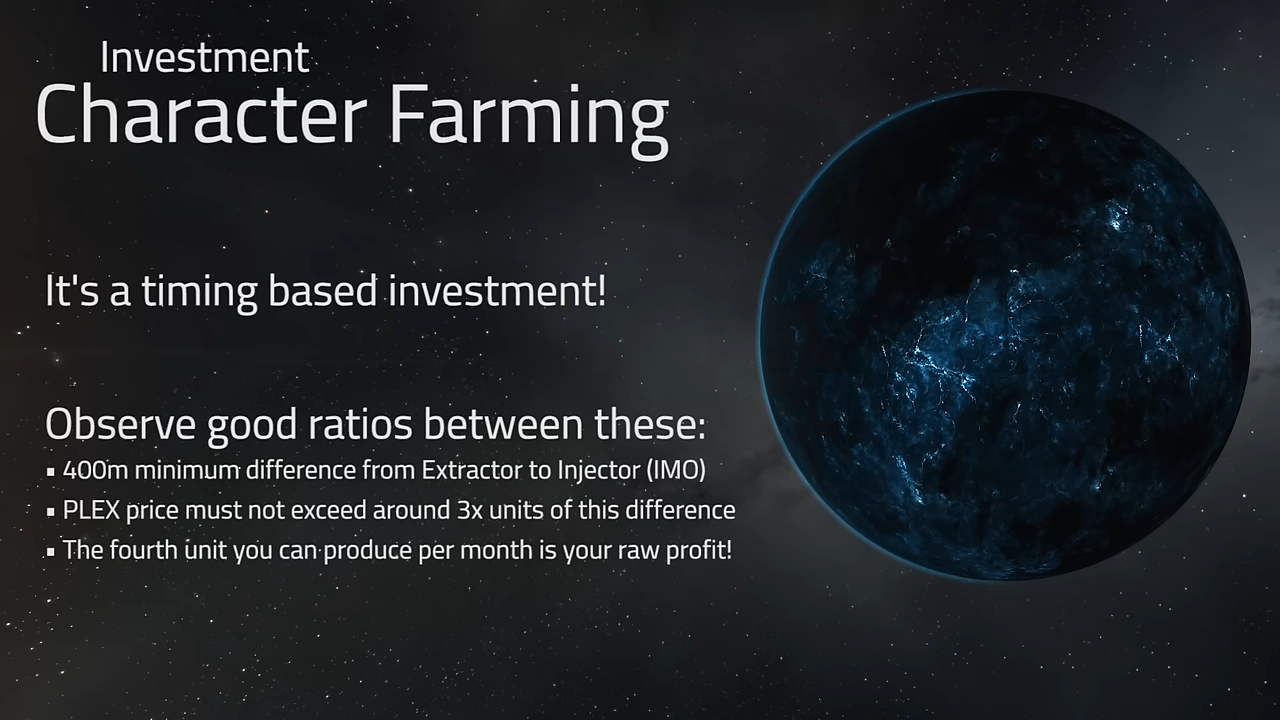 Investment
Character Farming
It's a timing based investment!
Observe good ratios between these:
▪ 400m minimum difference from Extractor to Injector (IMO)
▪ PLEX price must not exceed around 3x units of this difference
▪ The fourth unit you can produce per month is your raw profit!